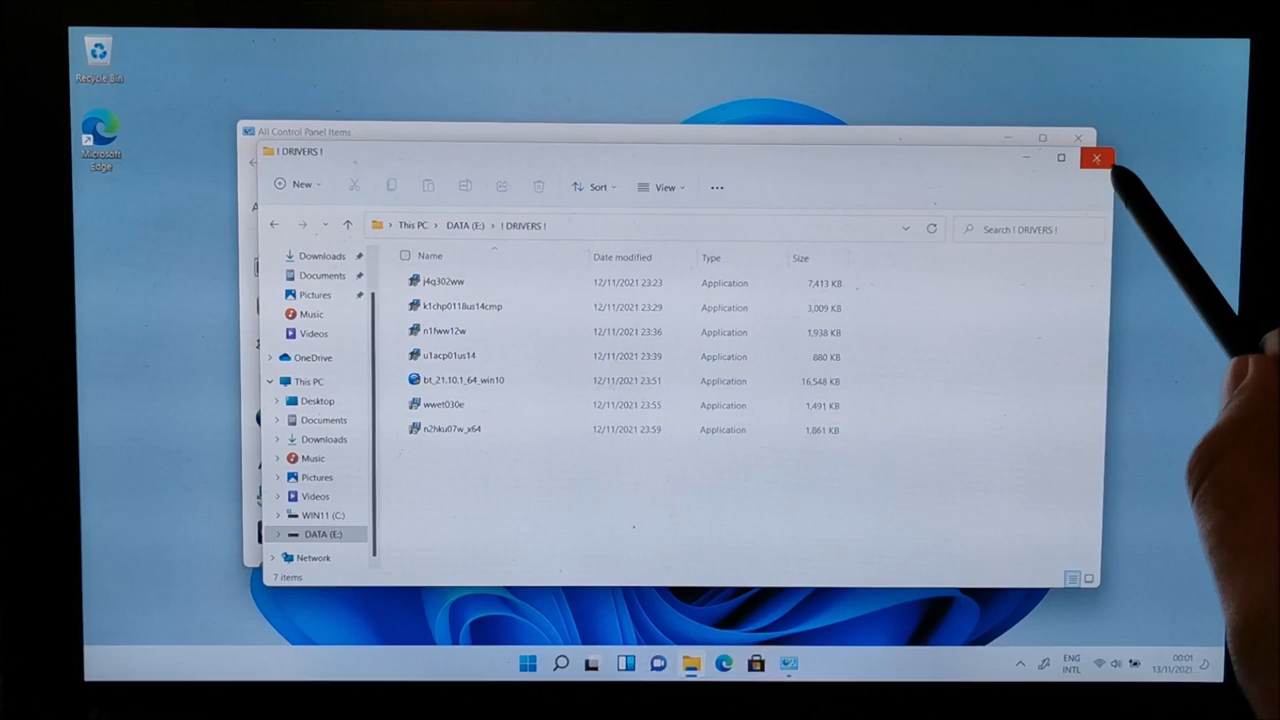 Recycle Bin
Microsoft
Edge
All Control Panel Items
! DRIVERS !
New
Sort
View
This PC > DATA (E:) > ! DRIVERS !
Search ! DRIVERS !
Downloads
Documents
Pictures
Music
Videos
OneDrive
This PC
Desktop
Documents
Downloads
Music
Pictures
Videos
WIN11 (C:)
DATA (E:)
Network
Name Date modified Type Size
j4q302ww 12/11/2021 23:23 Application 7,413 KB
k1chp0118us14cmp 12/11/2021 23:29 Application 3,009 KB
n1fww12w 12/11/2021 23:36 Application 1,938 KB
u1acp01us14 12/11/2021 23:39 Application 880 KB
bt_21.10.1_64_win10 12/11/2021 23:51 Application 16,548 KB
wwet030e 12/11/2021 23:55 Application 1,491 KB
n2hku07w_x64 12/11/2021 23:59 Application 1,861 KB
7 items
ENG
INTL
00:01
13/11/2021